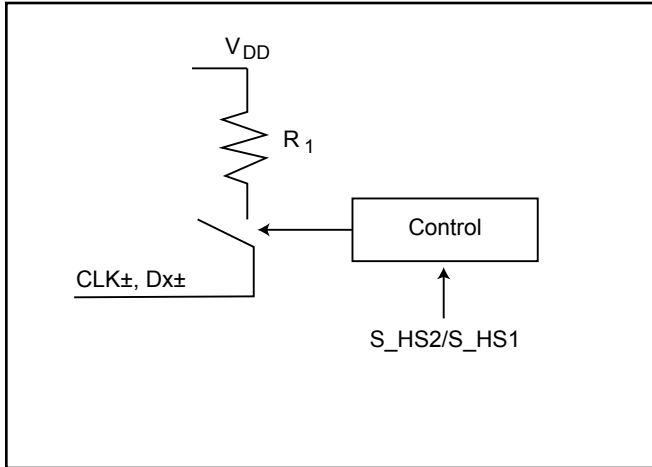 VDD
R1
Control
CLK±, Dx±
S_HS2/S_HS1